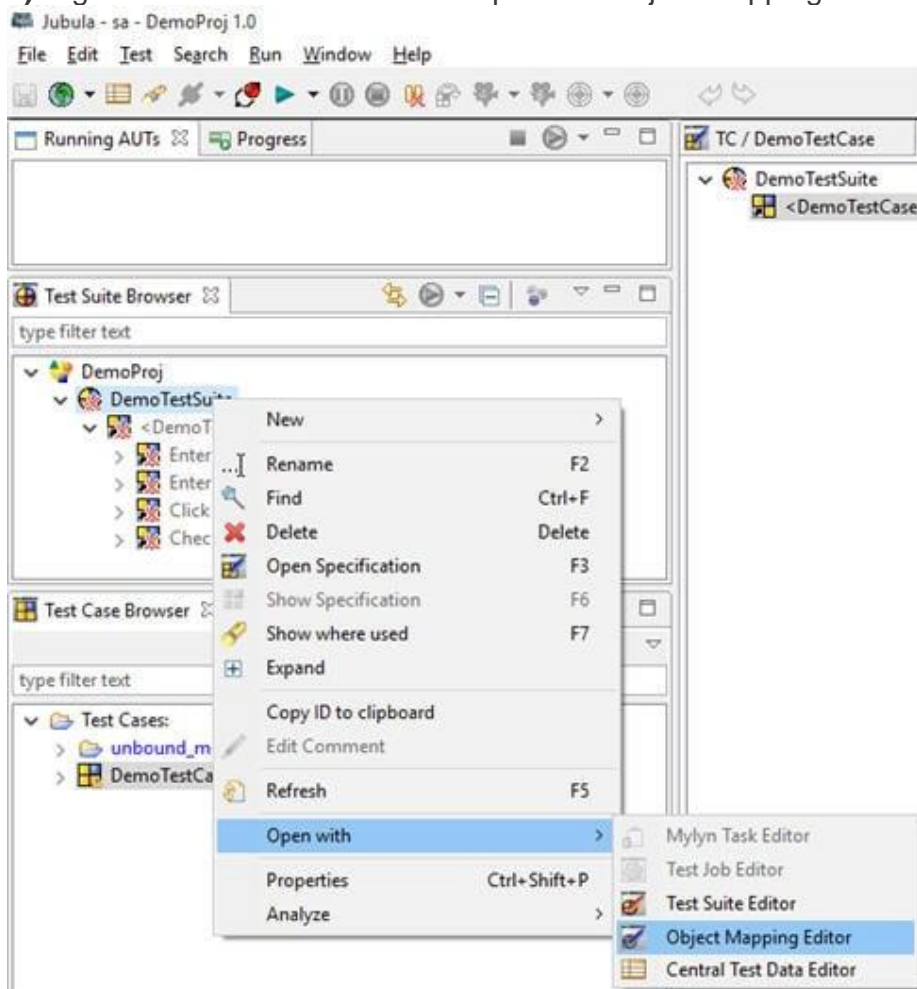 Jubula - sa - DemoProj 1.0
File Edit Test Search Run Window Help
Running AUTs Progress
TC / DemoTestCase
DemoTestSuite
<DemoTestCase
Test Suite Browser
type filter text
DemoProj
DemoTestSuite
<DemoT
Enter
Enter
Click
Chec
Test Case Browser
type filter text
Test Cases:
unbound_m
DemoTestCa
New
Rename F2
Find Ctrl+F
Delete Delete
Open Specification F3
Show Specification F6
Show where used F7
Expand
Copy ID to clipboard
Edit Comment
Refresh F5
Open with
Properties Ctrl+Shift+P
Analyze
Mylyn Task Editor
Test Job Editor
Test Suite Editor
Object Mapping Editor
Central Test Data Editor